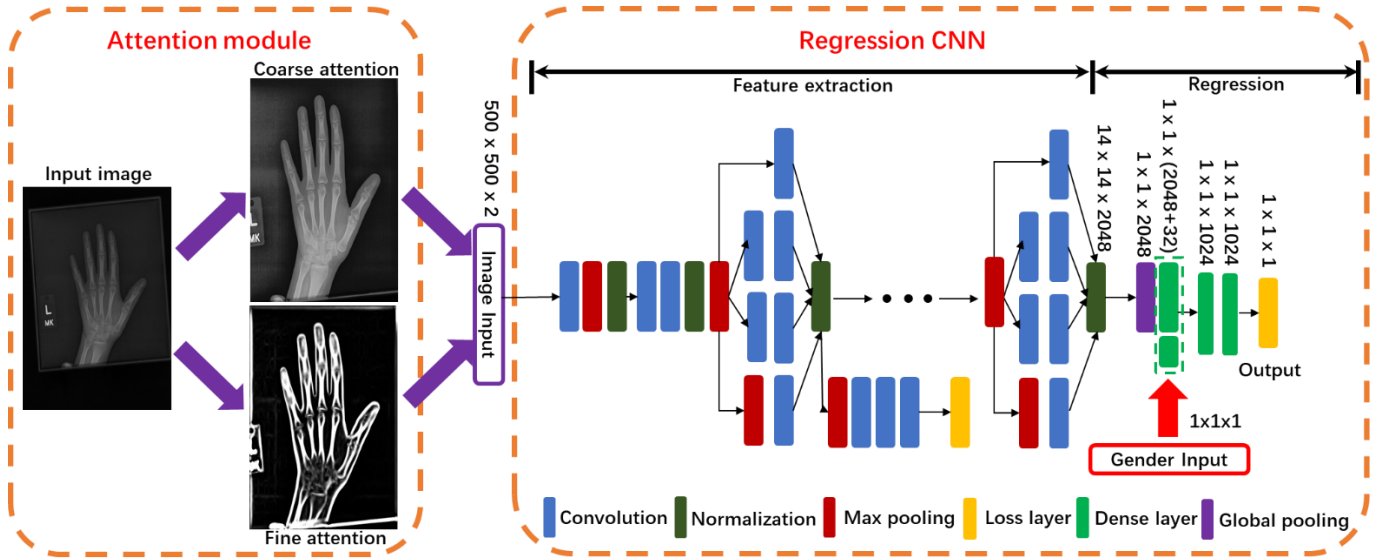 Attention module
Regression CNN
Coarse attention
Feature extraction
Regression
Input image
500 x 500 x 2
Image Input
14 x 14 x 2048
1 x 1 x 2048
1 x 1 x (2048+32)
1 x 1 x 1024
1 x 1 x 1024
1 x 1 x 1
L
MK
L
MK
Output
1x1x1
Gender Input
Fine attention
Convolution
Normalization
Max pooling
Loss layer
Dense layer
Global pooling